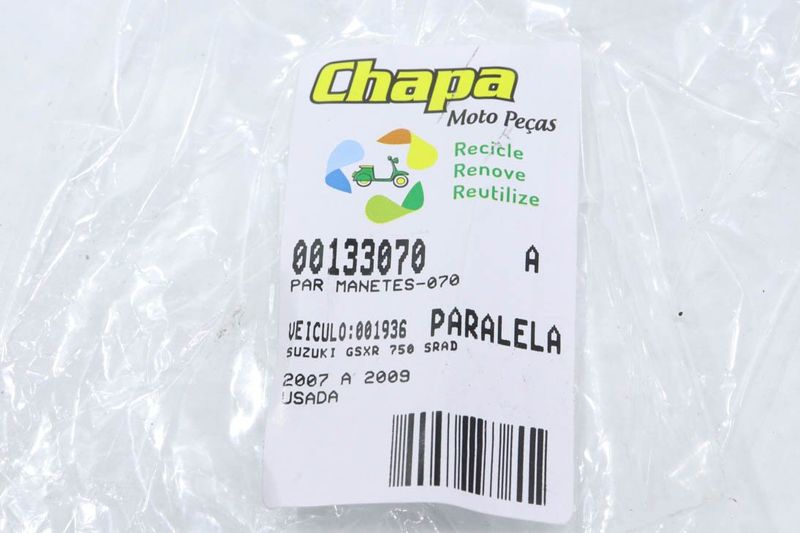 Chapa
Moto Peças
Recicle
Renove
Reutilize
00133070 A
PAR MANETES-070
VEICULO:001936 PARALELA
SUZUKI GSXR 750 SRAD
2007 A 2009
USADA